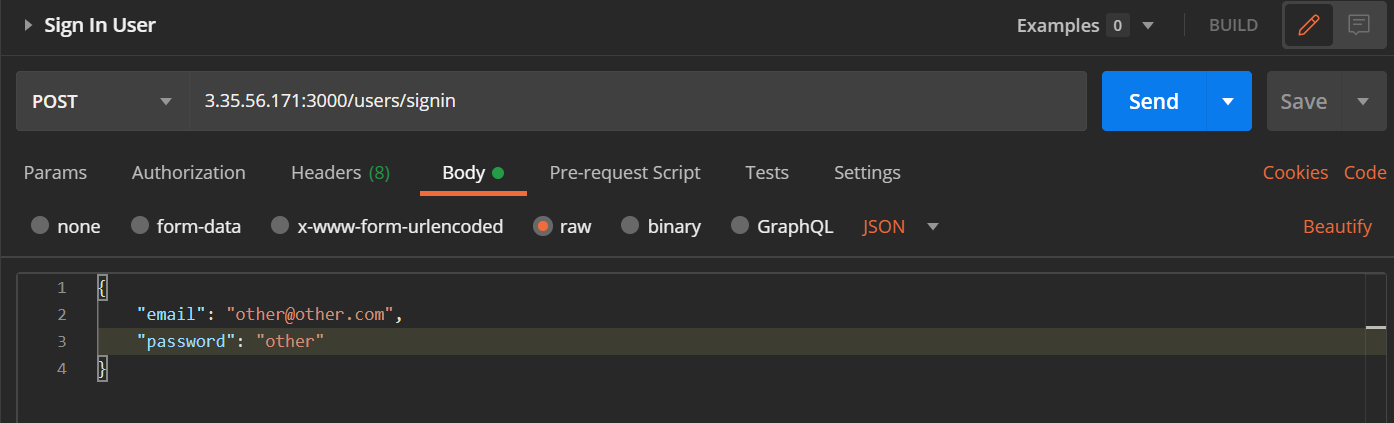 Sign In User Examples 0 BUILD
POST 3.35.56.171:3000/users/signin Send Save
Params Authorization Headers (8) Body Pre-request Script Tests Settings Cookies Code
none form-data x-www-form-urlencoded raw binary GraphQL JSON Beautify
1 {
2 "email": "other@other.com",
3 "password": "other"
4 }